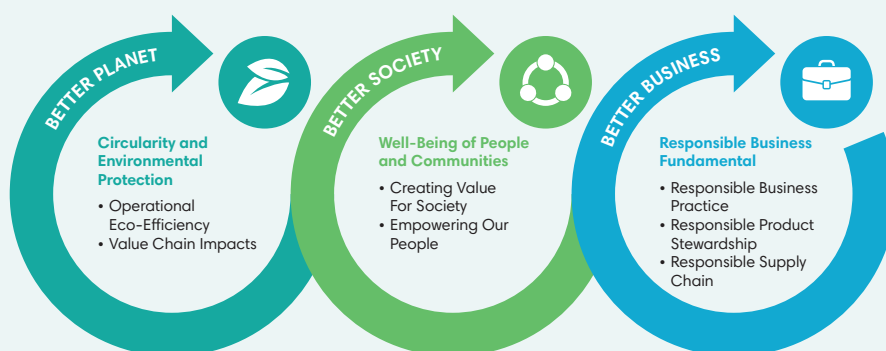 BETTER PLANET
Circularity and
Environmental
Protection
• Operational
Eco-Efficiency
• Value Chain Impacts
BETTER SOCIETY
Well-Being of People
and Communities
• Creating Value
For Society
• Empowering Our
People
BETTER BUSINESS
Responsible Business
Fundamental
• Responsible Business
Practice
• Responsible Product
Stewardship
• Responsible Supply
Chain